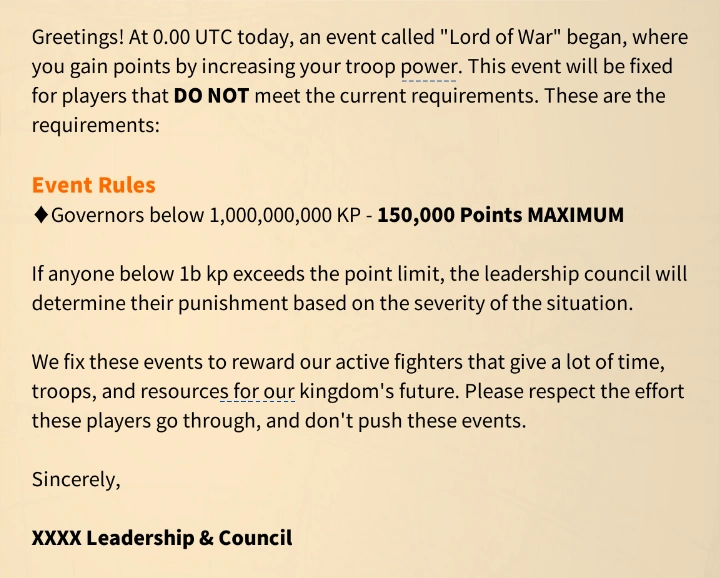 Greetings! At 0.00 UTC today, an event called "Lord of War" began, where
you gain points by increasing your troop power. This event will be fixed
for players that DO NOT meet the current requirements. These are the
requirements:
Event Rules
♦Governors below 1,000,000,000 KP - 150,000 Points MAXIMUM
If anyone below 1b kp exceeds the point limit, the leadership council will
determine their punishment based on the severity of the situation.
We fix these events to reward our active fighters that give a lot of time,
troops, and resources for our kingdom's future. Please respect the effort
these players go through, and don't push these events.
Sincerely,
XXXX Leadership & Council